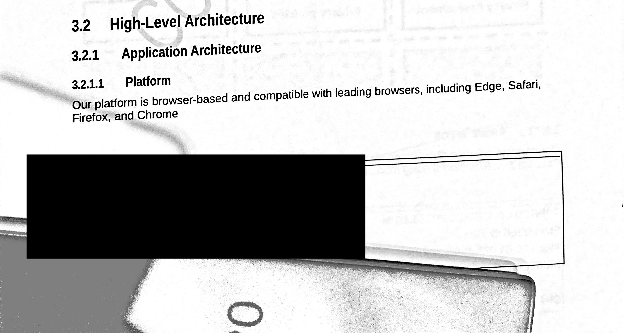 3.2 High-Level Architecture
3.2.1 Application Architecture
3.2.1.1 Platform
Our platform is browser-based and compatible with leading browsers, including Edge, Safari,
Firefox, and Chrome